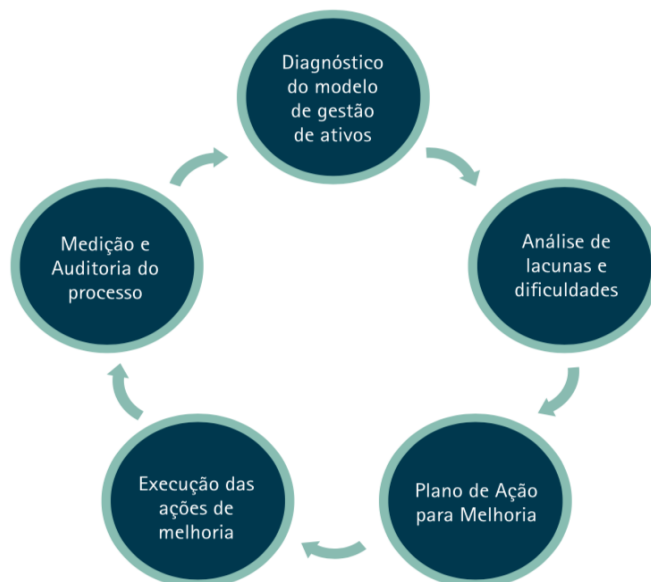 Diagnóstico
do modelo
de gestão
de ativos
Análise de
lacunas e
dificuldades
Plano de Ação
para Melhoria
Execução das
ações de
melhoria
Medição e
Auditoria do
processo